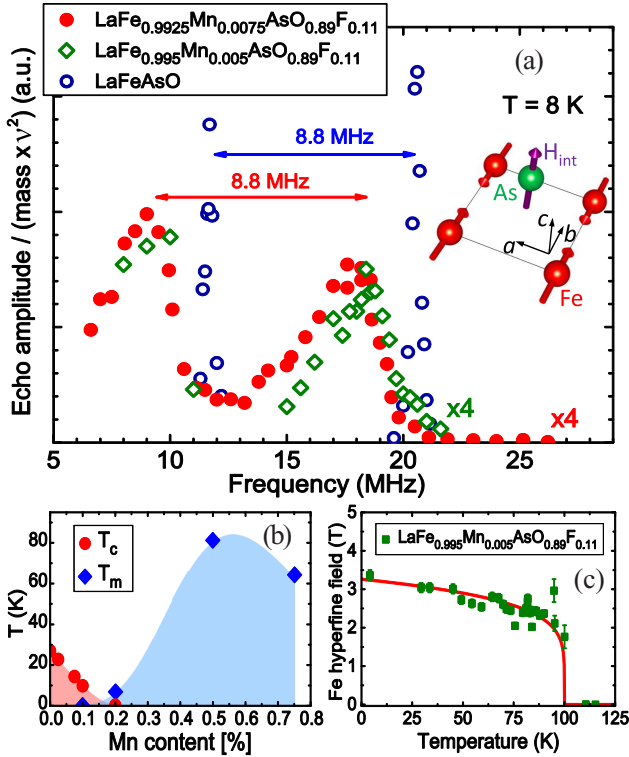 LaFe0.9925Mn0.0075AsO0.89F0.11
LaFe0.995Mn0.005AsO0.89F0.11
LaFeAsO
(a)
T = 8 K
8.8 MHz
8.8 MHz
Hint
As
c
b
a
Fe
x4
x4
Echo amplitude / (mass x ν²) (a.u.)
5 10 15 20 25
Frequency (MHz)
(b)
Tc
Tm
80
60
40
20
0
T (K)
0.0 0.1 0.2 0.3 0.4 0.5 0.6 0.7 0.8
Mn content [%]
LaFe0.995Mn0.005AsO0.89F0.11
(c)
5
4
3
2
1
0
Fe hyperfine field (T)
0 25 50 75 100 125
Temperature (K)